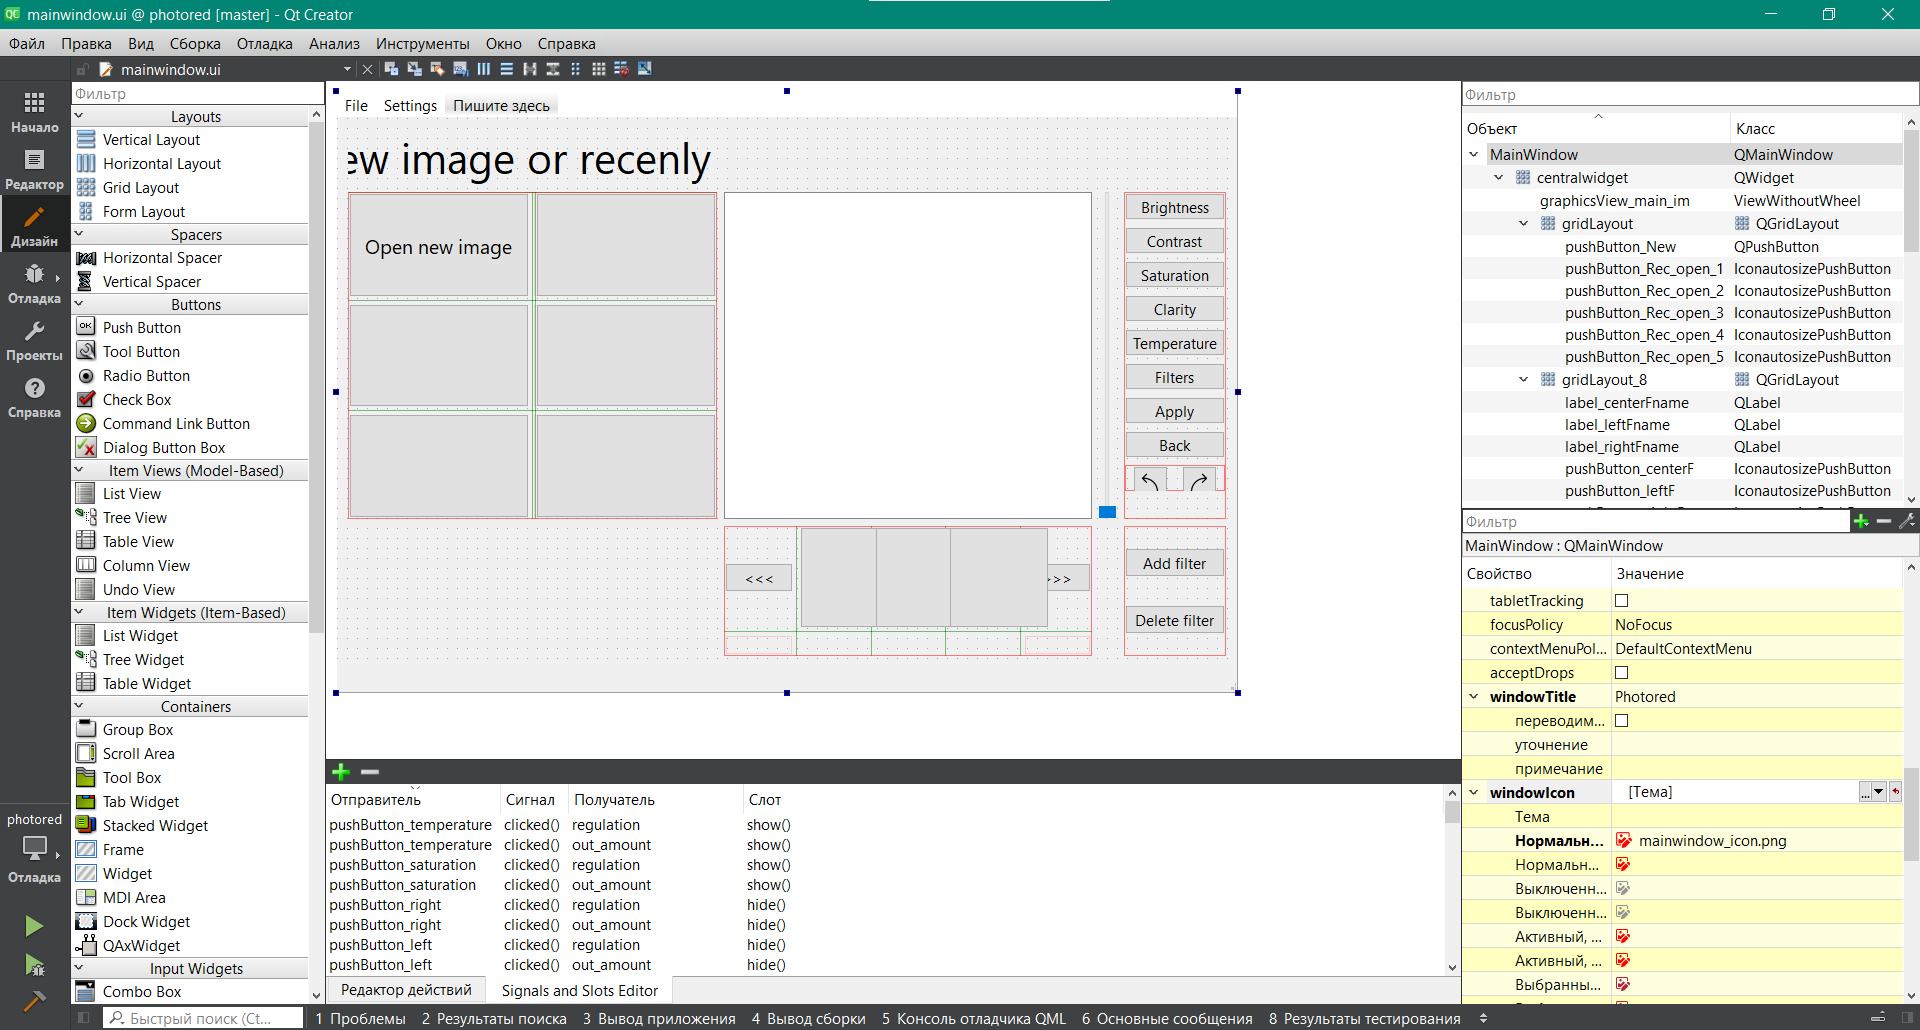 mainwindow.ui @ photored [master] - Qt Creator
Файл Правка Вид Сборка Отладка Анализ Инструменты Окно Справка
mainwindow.ui
Начало
Редактор
Дизайн
Отладка
Проекты
Справка
photored
Отладка
Фильтр
Layouts
Vertical Layout
Horizontal Layout
Grid Layout
Form Layout
Spacers
Horizontal Spacer
Vertical Spacer
Buttons
Push Button
Tool Button
Radio Button
Check Box
Command Link Button
Dialog Button Box
Item Views (Model-Based)
List View
Tree View
Table View
Column View
Undo View
Item Widgets (Item-Based)
List Widget
Tree Widget
Table Widget
Containers
Group Box
Scroll Area
Tool Box
Tab Widget
Stacked Widget
Frame
Widget
MDI Area
Dock Widget
QAxWidget
Input Widgets
Combo Box
File Settings Пишите здесь
ew image or recenly
Open new image
Brightness
Contrast
Saturation
Clarity
Temperature
Filters
Apply
Back
<<<
>>
Add filter
Delete filter
Отправитель Сигнал Получатель Слот
pushButton_temperature clicked() regulation show()
pushButton_temperature clicked() out_amount show()
pushButton_saturation clicked() regulation show()
pushButton_saturation clicked() out_amount show()
pushButton_right clicked() regulation hide()
pushButton_right clicked() out_amount hide()
pushButton_left clicked() regulation hide()
pushButton_left clicked() out_amount hide()
Редактор действий Signals and Slots Editor
Фильтр
Объект Класс
MainWindow QMainWindow
centralwidget QWidget
graphicsView_main_im ViewWithoutWheel
gridLayout QGridLayout
pushButton_New QPushButton
pushButton_Rec_open_1 IconautosizePushButton
pushButton_Rec_open_2 IconautosizePushButton
pushButton_Rec_open_3 IconautosizePushButton
pushButton_Rec_open_4 IconautosizePushButton
pushButton_Rec_open_5 IconautosizePushButton
gridLayout_8 QGridLayout
label_centerFname QLabel
label_leftFname QLabel
label_rightFname QLabel
pushButton_centerF IconautosizePushButton
pushButton_leftF IconautosizePushButton
Фильтр
MainWindow : QMainWindow
Свойство Значение
tabletTracking
focusPolicy NoFocus
contextMenuPol... DefaultContextMenu
acceptDrops
windowTitle Photored
переводим...
уточнение
примечание
windowIcon [Тема] ...
Тема
Нормальн... mainwindow_icon.png
Нормальн...
Выключенн...
Выключенн...
Активный, ...
Активный, ...
Выбранны...
Быстрый поиск (Ct...
1 Проблемы 2 Результаты поиска 3 Вывод приложения 4 Вывод сборки 5 Консоль отладчика QML 6 Основные сообщения 8 Результаты тестирования